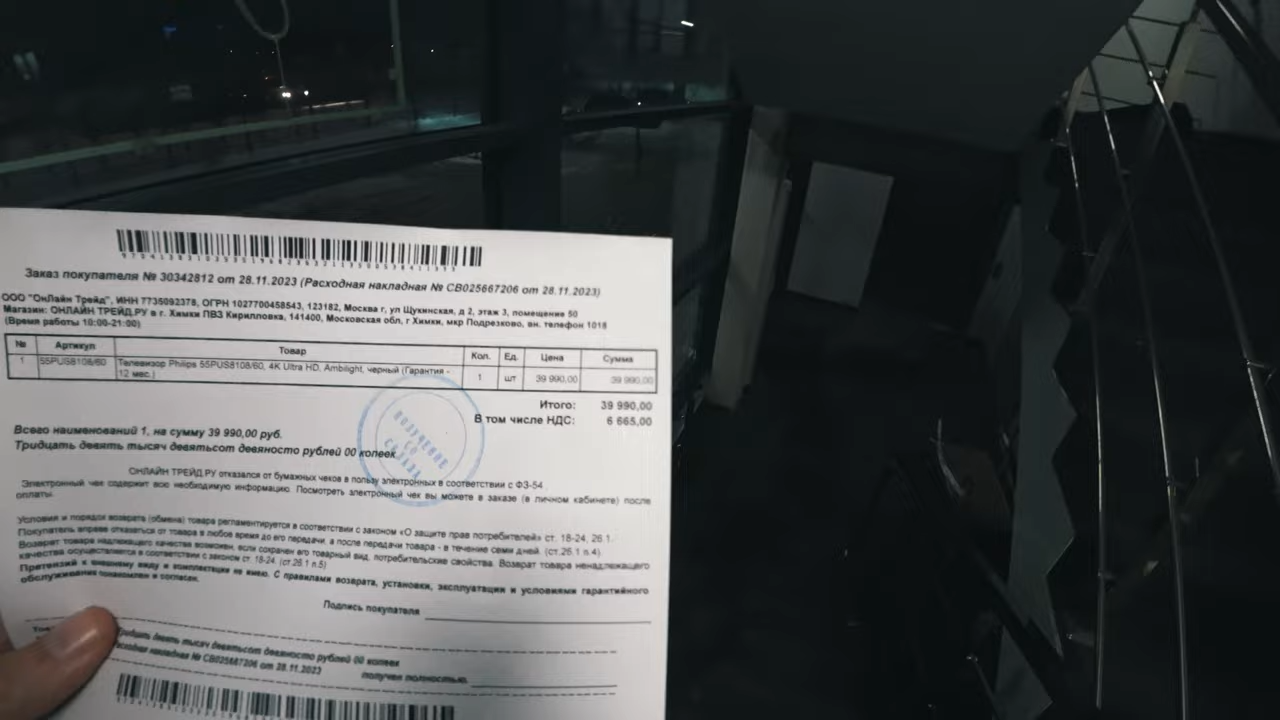 Заказ покупателя № 30342812 от 28.11.2023 (Расходная накладная № СВ025667206 от 28.11.2023)
ООО "ОнЛайн Трейд", ИНН 7735092378, ОГРН 1027700458543, 123182, Москва г, ул Щукинская, д 2, этаж 3, помещение 50
Магазин: ОНЛАЙН ТРЕЙД.РУ в г. Химки ПВЗ Кирилловка, 141400, Московская обл, г Химки, мкр Подрезково, вн. телефон 1018
(Время работы 10:00-21:00)
№ Артикул Товар Кол. Ед. Цена Сумма
1 55PUS8108/60 Телевизор Philips 55PUS8108/60, 4K Ultra HD, Ambilight, черный (Гарантия - 1 шт 39 990,00 39 990,00
12 мес.)
Итого: 39 990,00
В том числе НДС: 6 665,00
Всего наименований 1, на сумму 39 990,00 руб.
Тридцать девять тысяч девятьсот девяносто рублей 00 копеек
ПОЛУЧЕНИЕ
СО
СКЛАДА
ОНЛАЙН ТРЕЙД.РУ отказался от бумажных чеков в пользу электронных в соответствии с ФЗ-54
Электронный чек содержит всю необходимую информацию. Посмотреть электронный чек вы можете в заказе (в личном кабинете) после
оплаты.
Условия и порядок возврата (обмена) товара регламентируется в соответствии с законом «О защите прав потребителей» ст. 18-24, 26.1.
Покупатель вправе отказаться от товара в любое время до его передачи, а после передачи товара - в течение семи дней. (ст.26.1 п.4)
Возврат товара надлежащего качества возможен, если сохранен его товарный вид, потребительские свойства. Возврат товара ненадлежащего
качества осуществляется в соответствии с законом ст. 18-24. (ст.26.1 п.5)
Претензий к внешнему виду и комплектации не имею. С правилами возврата, установки, эксплуатации и условиями гарантийного
обслуживания ознакомлен и согласен.
Подпись покупателя
Тридцать девять тысяч девятьсот девяносто рублей 00 копеек
накладная № СВ025667206 от 28.11.2023 получен полностью.